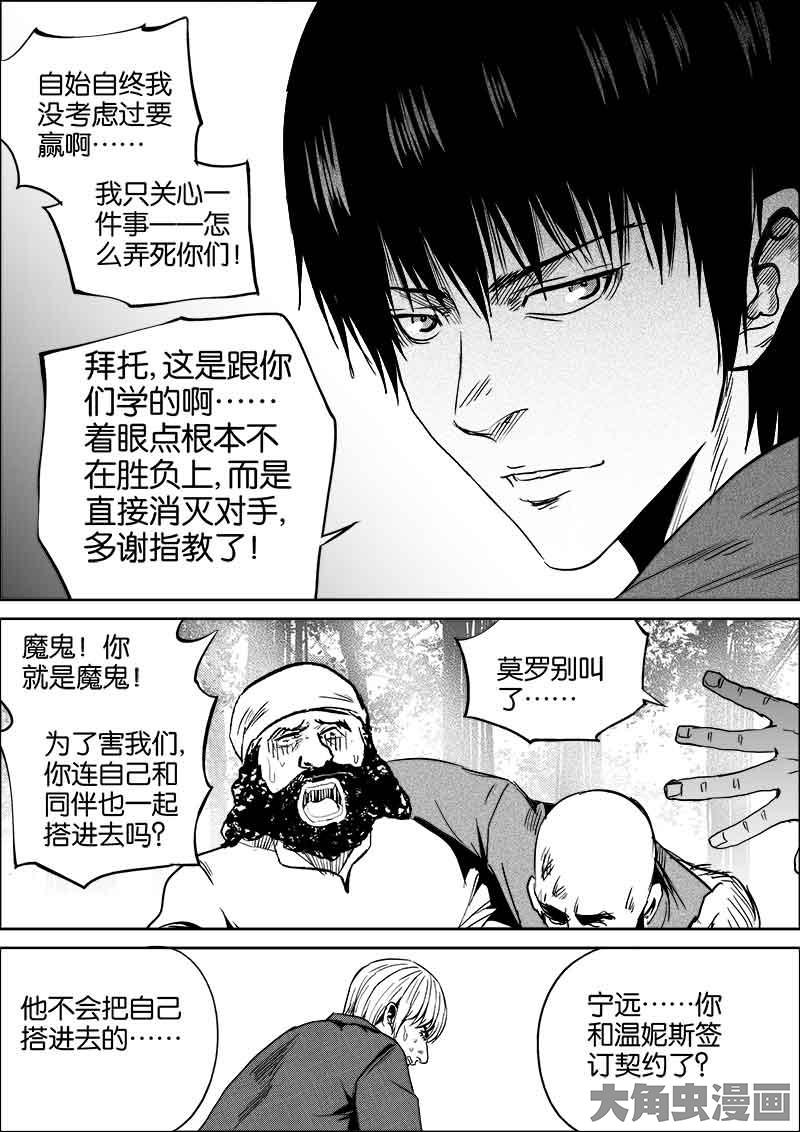 自始自终我
没考虑过要
赢啊……
我只关心一
件事——怎
么弄死你们！
拜托，这是跟你
们学的啊……
着眼点根本不
在胜负上，而是
直接消灭对手，
多谢指教了！
魔鬼！你
就是魔鬼！
为了害我们，
你连自己和
同伴也一起
搭进去吗？
莫罗别叫
了……
他不会把自己
搭进去的……
宁远……你
和温妮斯签
订契约了？
大角虫漫画